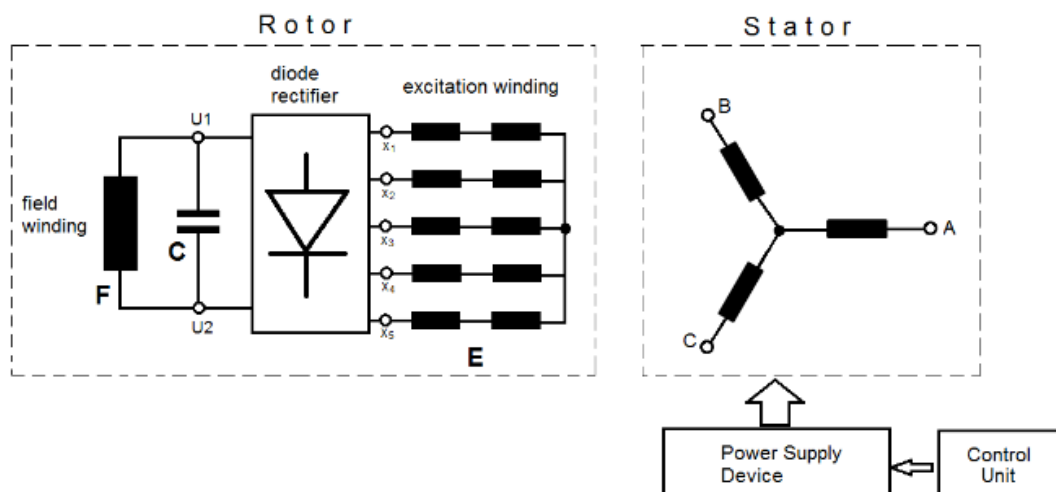 Rotor
Stator
diode
rectifier
excitation winding
U1
X1
X2
X3
X4
X5
field
winding
C
F
U2
E
B
A
C
Power Supply
Device
Control
Unit